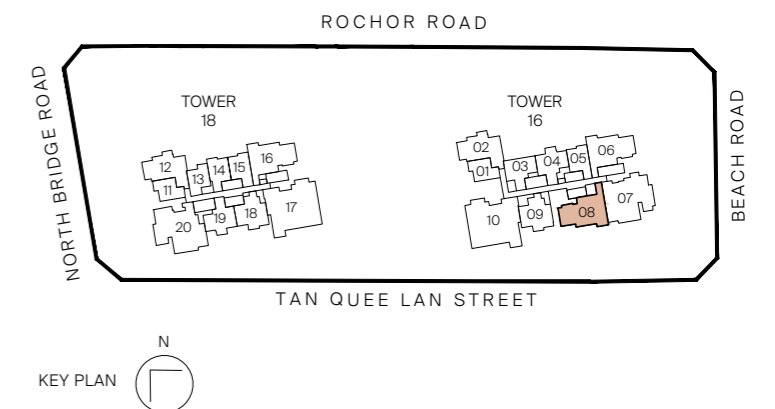 ROCHOR ROAD
NORTH BRIDGE ROAD
BEACH ROAD
TOWER
18
TOWER
16
12
11
13
14
15
16
20
19
18
17
02
01
03
04
05
06
10
09
08
07
TAN QUEE LAN STREET
N
KEY PLAN